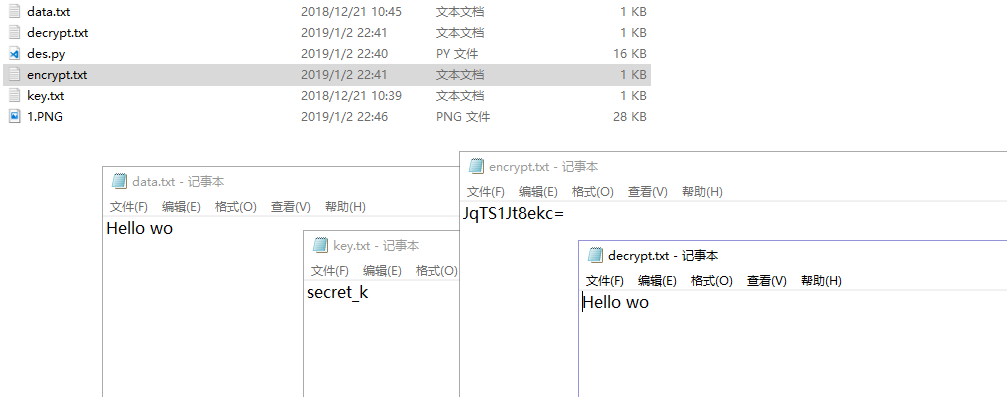 data.txt 2018/12/21 10:45 文本文档 1 KB
decrypt.txt 2019/1/2 22:41 文本文档 1 KB
des.py 2019/1/2 22:40 PY 文件 16 KB
encrypt.txt 2019/1/2 22:41 文本文档 1 KB
key.txt 2018/12/21 10:39 文本文档 1 KB
1.PNG 2019/1/2 22:46 PNG 文件 28 KB
data.txt - 记事本
文件(F) 编辑(E) 格式(O) 查看(V) 帮助(H)
Hello wo
key.txt - 记事本
文件(F) 编辑(E) 格式(O)
secret_k
encrypt.txt - 记事本
文件(F) 编辑(E) 格式(O) 查看(V) 帮助(H)
JqTS1Jt8ekc=
decrypt.txt - 记事本
文件(F) 编辑(E) 格式(O) 查看(V) 帮助(H)
Hello wo